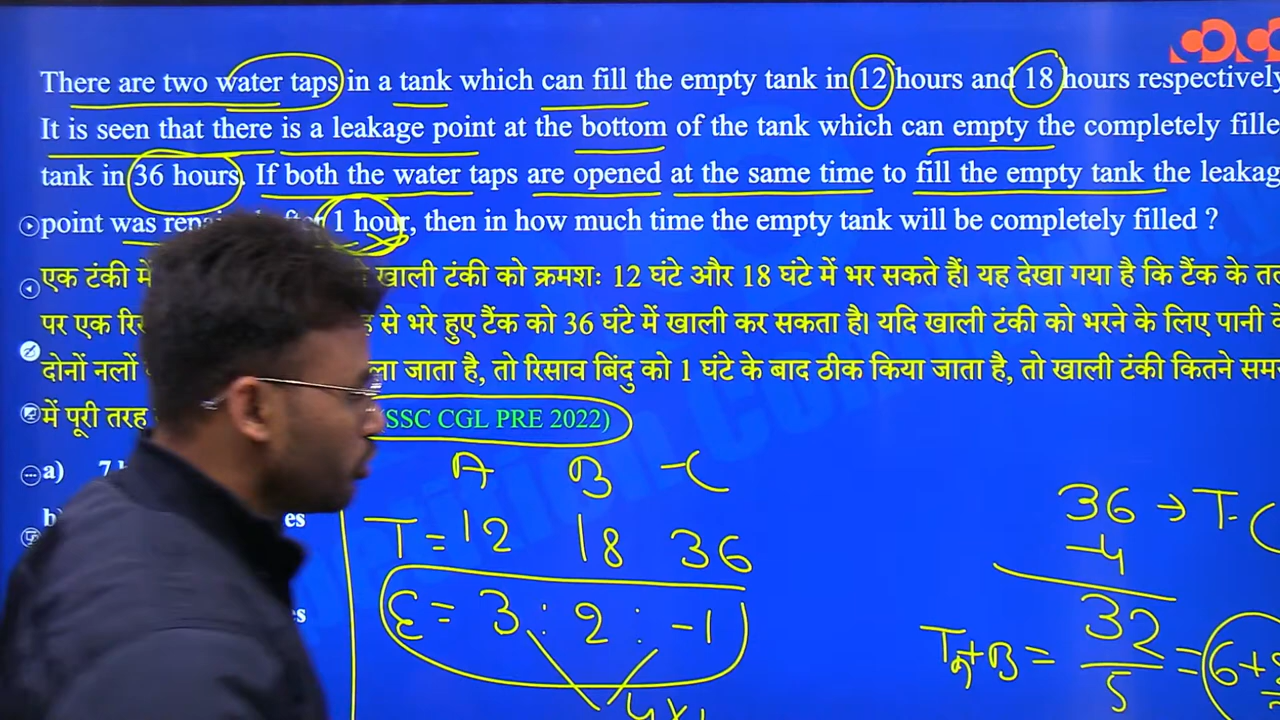 There are two water taps in a tank which can fill the empty tank in 12 hours and 18 hours respectively
It is seen that there is a leakage point at the bottom of the tank which can empty the completely fille
tank in 36 hours. If both the water taps are opened at the same time to fill the empty tank the leakag
point was 1 hour, then in how much time the empty tank will be completely filled ?
एक टंकी में खाली टंकी को क्रमशः 12 घंटे और 18 घंटे में भर सकते हैं। यह देखा गया है कि टैंक के
पर एक से भरे हुए टैंक को 36 घंटे में खाली कर सकता है। यदि खाली टंकी को भरने के लिए पानी
दोनों नलों जाता है, तो रिसाव बिंदु को 1 घंटे के बाद ठीक किया जाता है, तो खाली टंकी कितने
में पूरी तरह (SSC CGL PRE 2022)
a) 7
b) es
es
A B -C
T = 12 18 36
E = 3 : 2 : -1
36 → T.
-4
32
T A+B = 32/5 = 6+